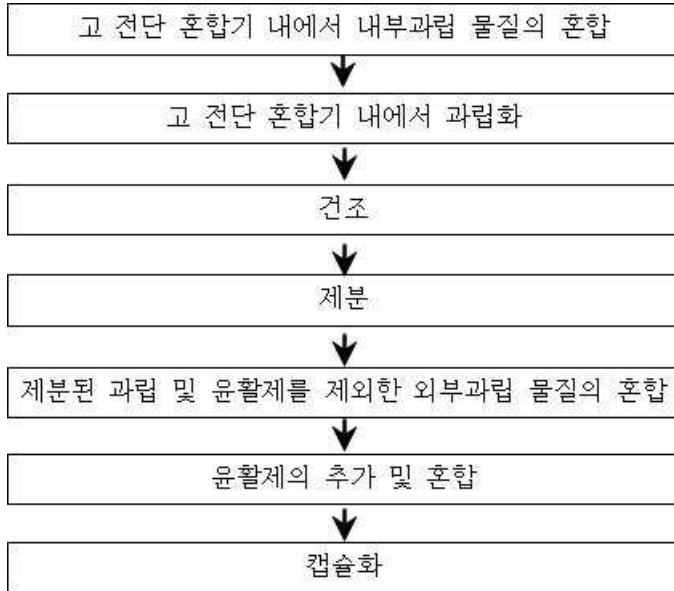 고 전단 혼합기 내에서 내부과립 물질의 혼합
고 전단 혼합기 내에서 과립화
건조
제분
제분된 과립 및 윤활제를 제외한 외부과립 물질의 혼합
윤활제의 추가 및 혼합
캡슐화